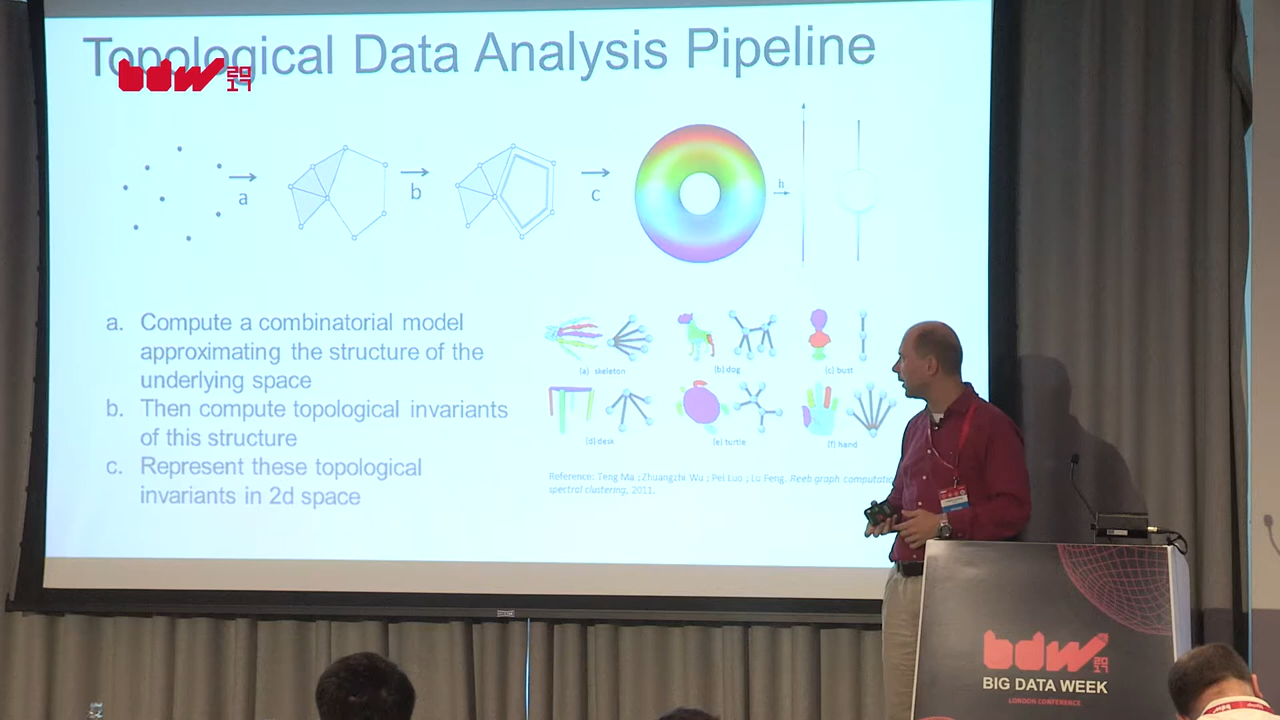 Topological Data Analysis Pipeline
bdw 2017
a
b
c
h
a. Compute a combinatorial model
approximating the structure of the
underlying space
b. Then compute topological invariants
of this structure
c. Represent these topological
invariants in 2d space
(a) skeleton
(b) dog
(c) bust
(d) desk
(e) turtle
(f) hand
Reference: Teng Ma ; Zhuangzhi Wu ; Pei Luo ; Lu Feng. Reeb graph
spectral clustering, 2011.
bdw 2017
BIG DATA WEEK
LONDON CONFERENCE